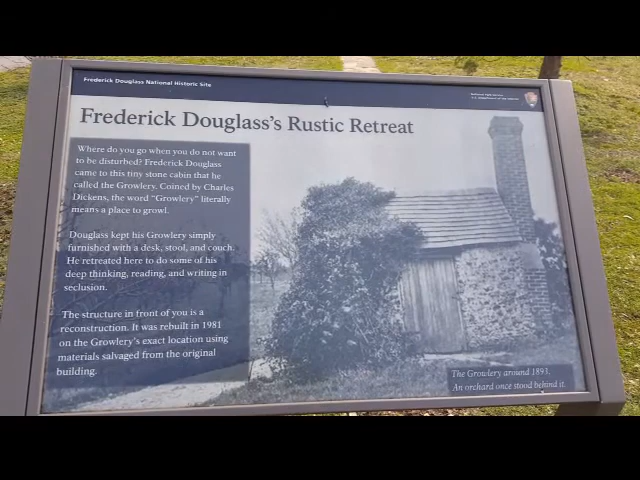 Frederick Douglass National Historic Site
Frederick Douglass's Rustic Retreat
Where do you go when you do not want
to be disturbed? Frederick Douglass
came to this tiny stone cabin that he
called the Growlery. Coined by Charles
Dickens, the word "Growlery" literally
means a place to growl.
Douglass kept his Growlery simply
furnished with a desk, stool, and couch.
He retreated here to do some of his
deep thinking, reading, and writing in
seclusion.
The structure in front of you is a
reconstruction. It was rebuilt in 1981
on the Growlery's exact location using
materials salvaged from the original
building.
The Growlery around 1893.
An orchard once stood behind it.